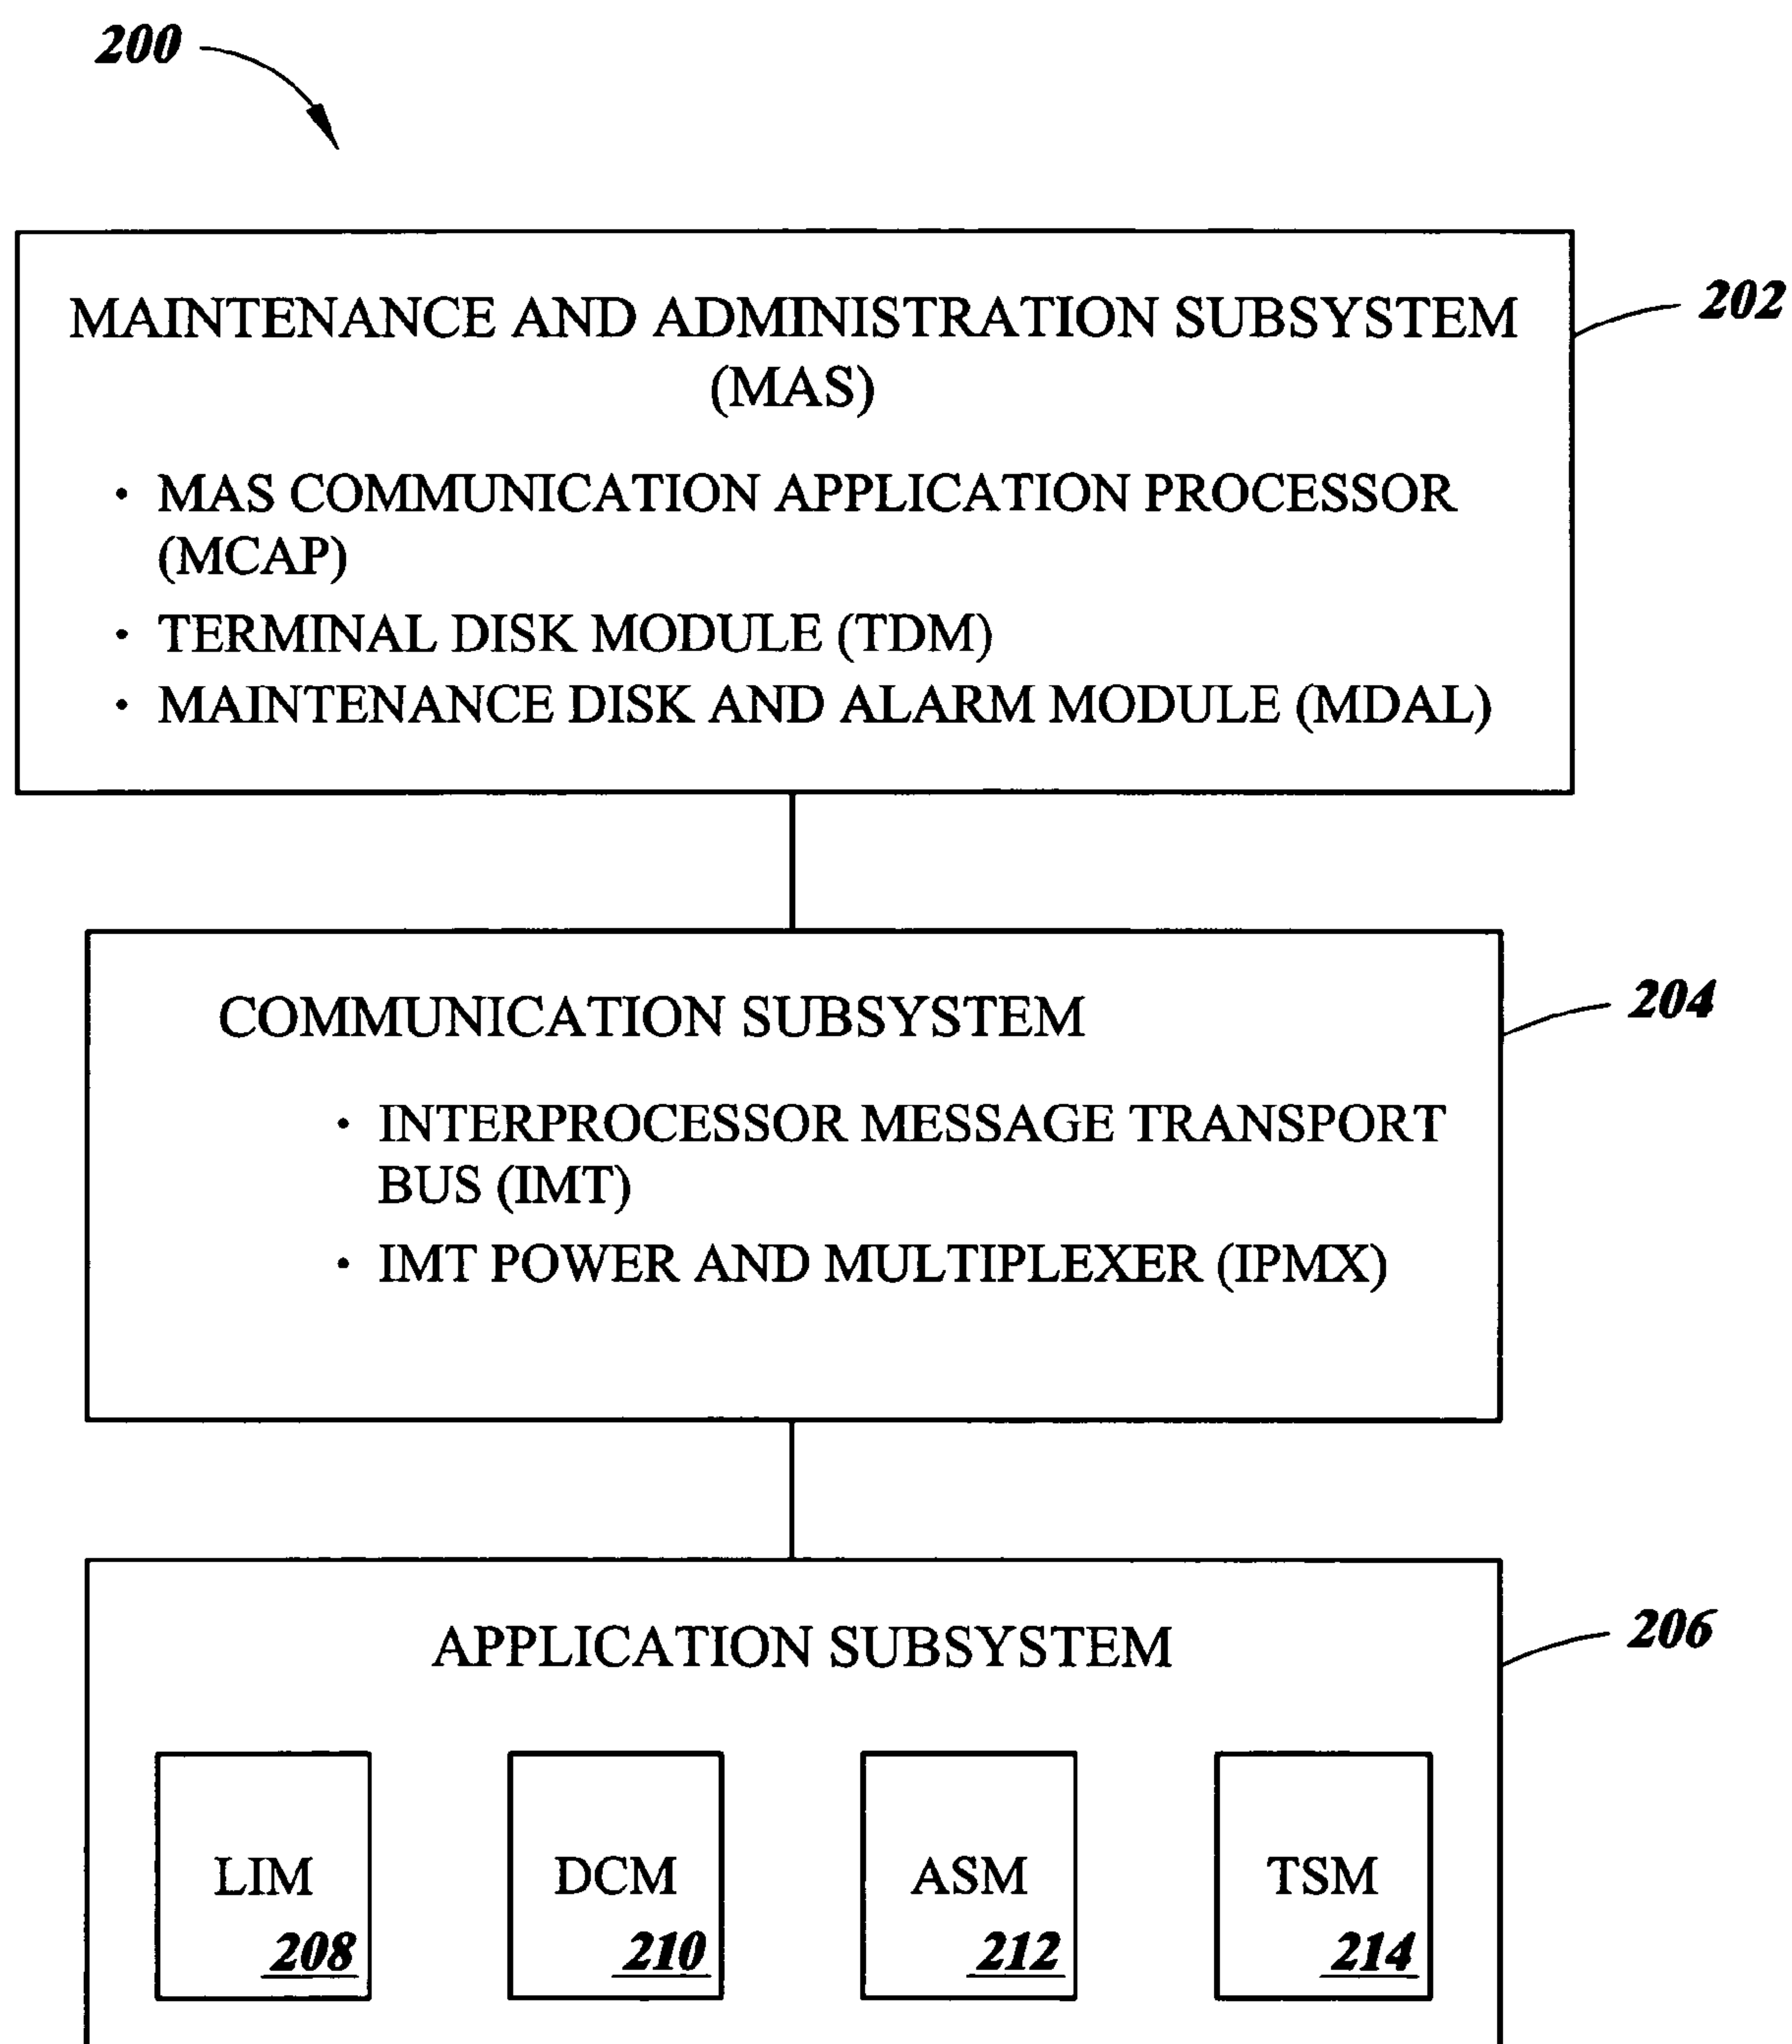 200
MAINTENANCE AND ADMINISTRATION SUBSYSTEM
(MAS)
202
· MAS COMMUNICATION APPLICATION PROCESSOR
(MCAP)
· TERMINAL DISK MODULE (TDM)
· MAINTENANCE DISK AND ALARM MODULE (MDAL)
COMMUNICATION SUBSYSTEM
204
· INTERPROCESSOR MESSAGE TRANSPORT
BUS (IMT)
· IMT POWER AND MULTIPLEXER (IPMX)
APPLICATION SUBSYSTEM
206
LIM
208
DCM
210
ASM
212
TSM
214